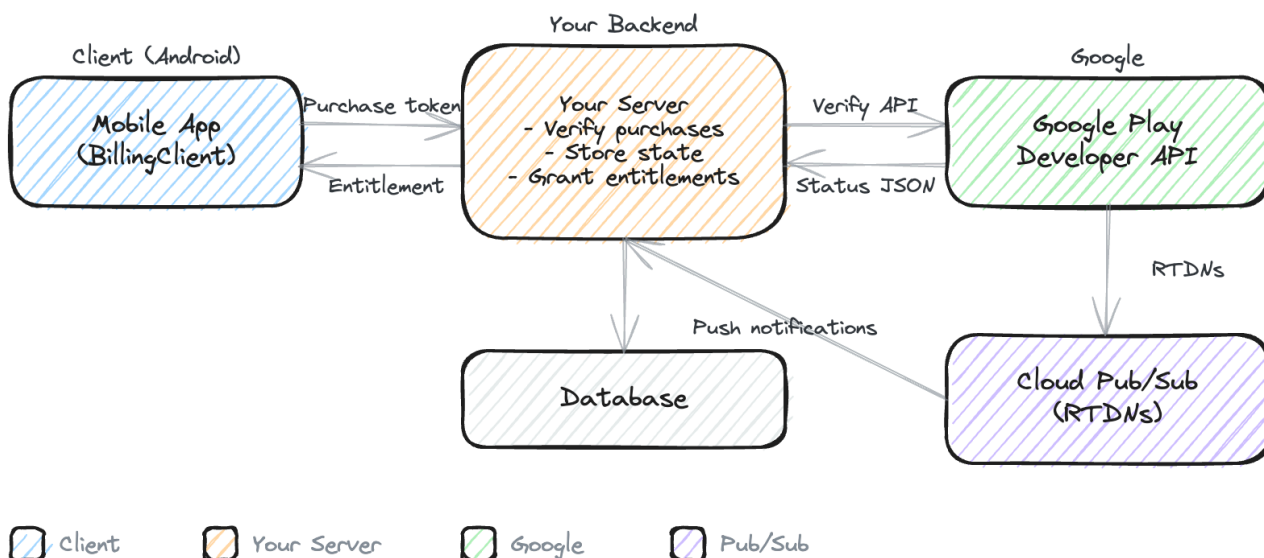 Your Backend
Client (Android)
Google
Mobile App
(BillingClient)
Purchase token
Entitlement
Your Server
- Verify purchases
- Store state
- Grant entitlements
Verify API
Status JSON
Google Play
Developer API
RTDNs
Push notifications
Database
Cloud Pub/Sub
(RTDNs)
Client
Your Server
Google
Pub/Sub